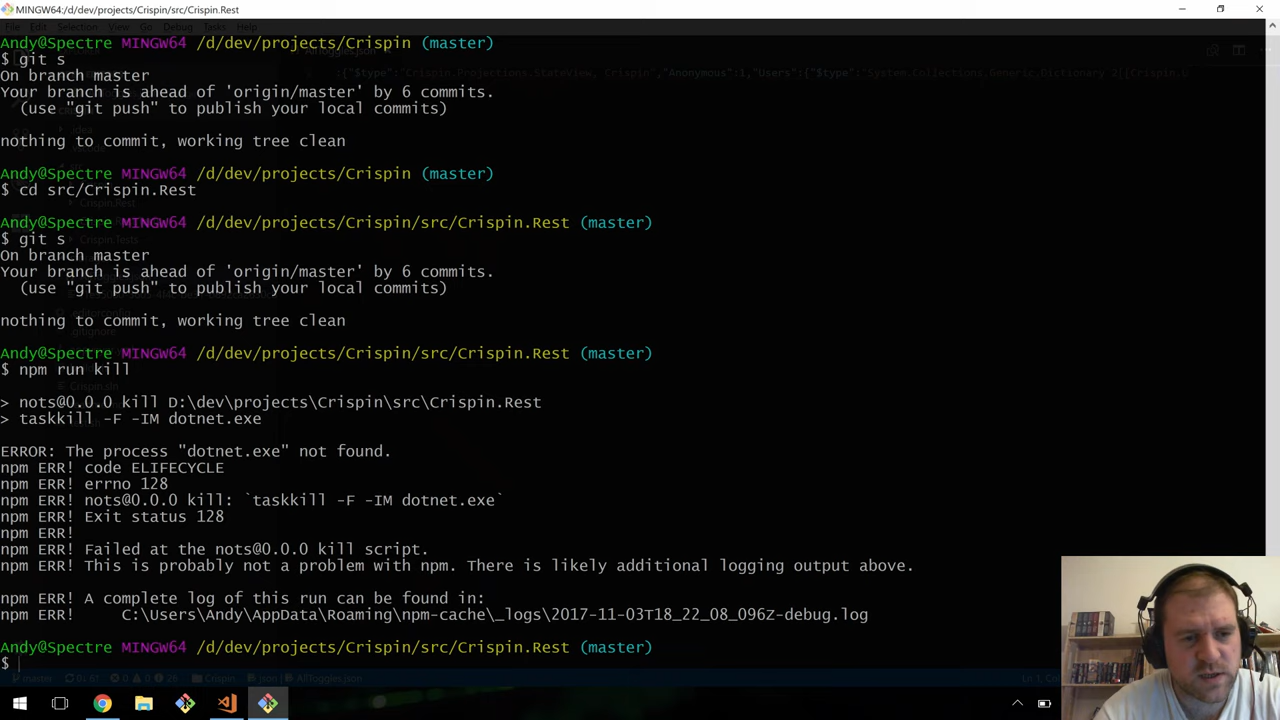 MINGW64:/d/dev/projects/Crispin/src/Crispin.Rest
Andy@Spectre MINGW64 /d/dev/projects/Crispin (master)
$ git s
On branch master
Your branch is ahead of 'origin/master' by 6 commits.
(use "git push" to publish your local commits)
nothing to commit, working tree clean
Andy@Spectre MINGW64 /d/dev/projects/Crispin (master)
$ cd src/Crispin.Rest
Andy@Spectre MINGW64 /d/dev/projects/Crispin/src/Crispin.Rest (master)
$ git s
On branch master
Your branch is ahead of 'origin/master' by 6 commits.
(use "git push" to publish your local commits)
nothing to commit, working tree clean
Andy@Spectre MINGW64 /d/dev/projects/Crispin/src/Crispin.Rest (master)
$ npm run kill
> nots@0.0.0 kill D:\dev\projects\Crispin\src\Crispin.Rest
> taskkill -F -IM dotnet.exe
ERROR: The process "dotnet.exe" not found.
npm ERR! code ELIFECYCLE
npm ERR! errno 128
npm ERR! nots@0.0.0 kill: `taskkill -F -IM dotnet.exe`
npm ERR! Exit status 128
npm ERR!
npm ERR! Failed at the nots@0.0.0 kill script.
npm ERR! This is probably not a problem with npm. There is likely additional logging output above.
npm ERR! A complete log of this run can be found in:
npm ERR!     C:\Users\Andy\AppData\Roaming\npm-cache\_logs\2017-11-03T18_22_08_096Z-debug.log
Andy@Spectre MINGW64 /d/dev/projects/Crispin/src/Crispin.Rest (master)
$